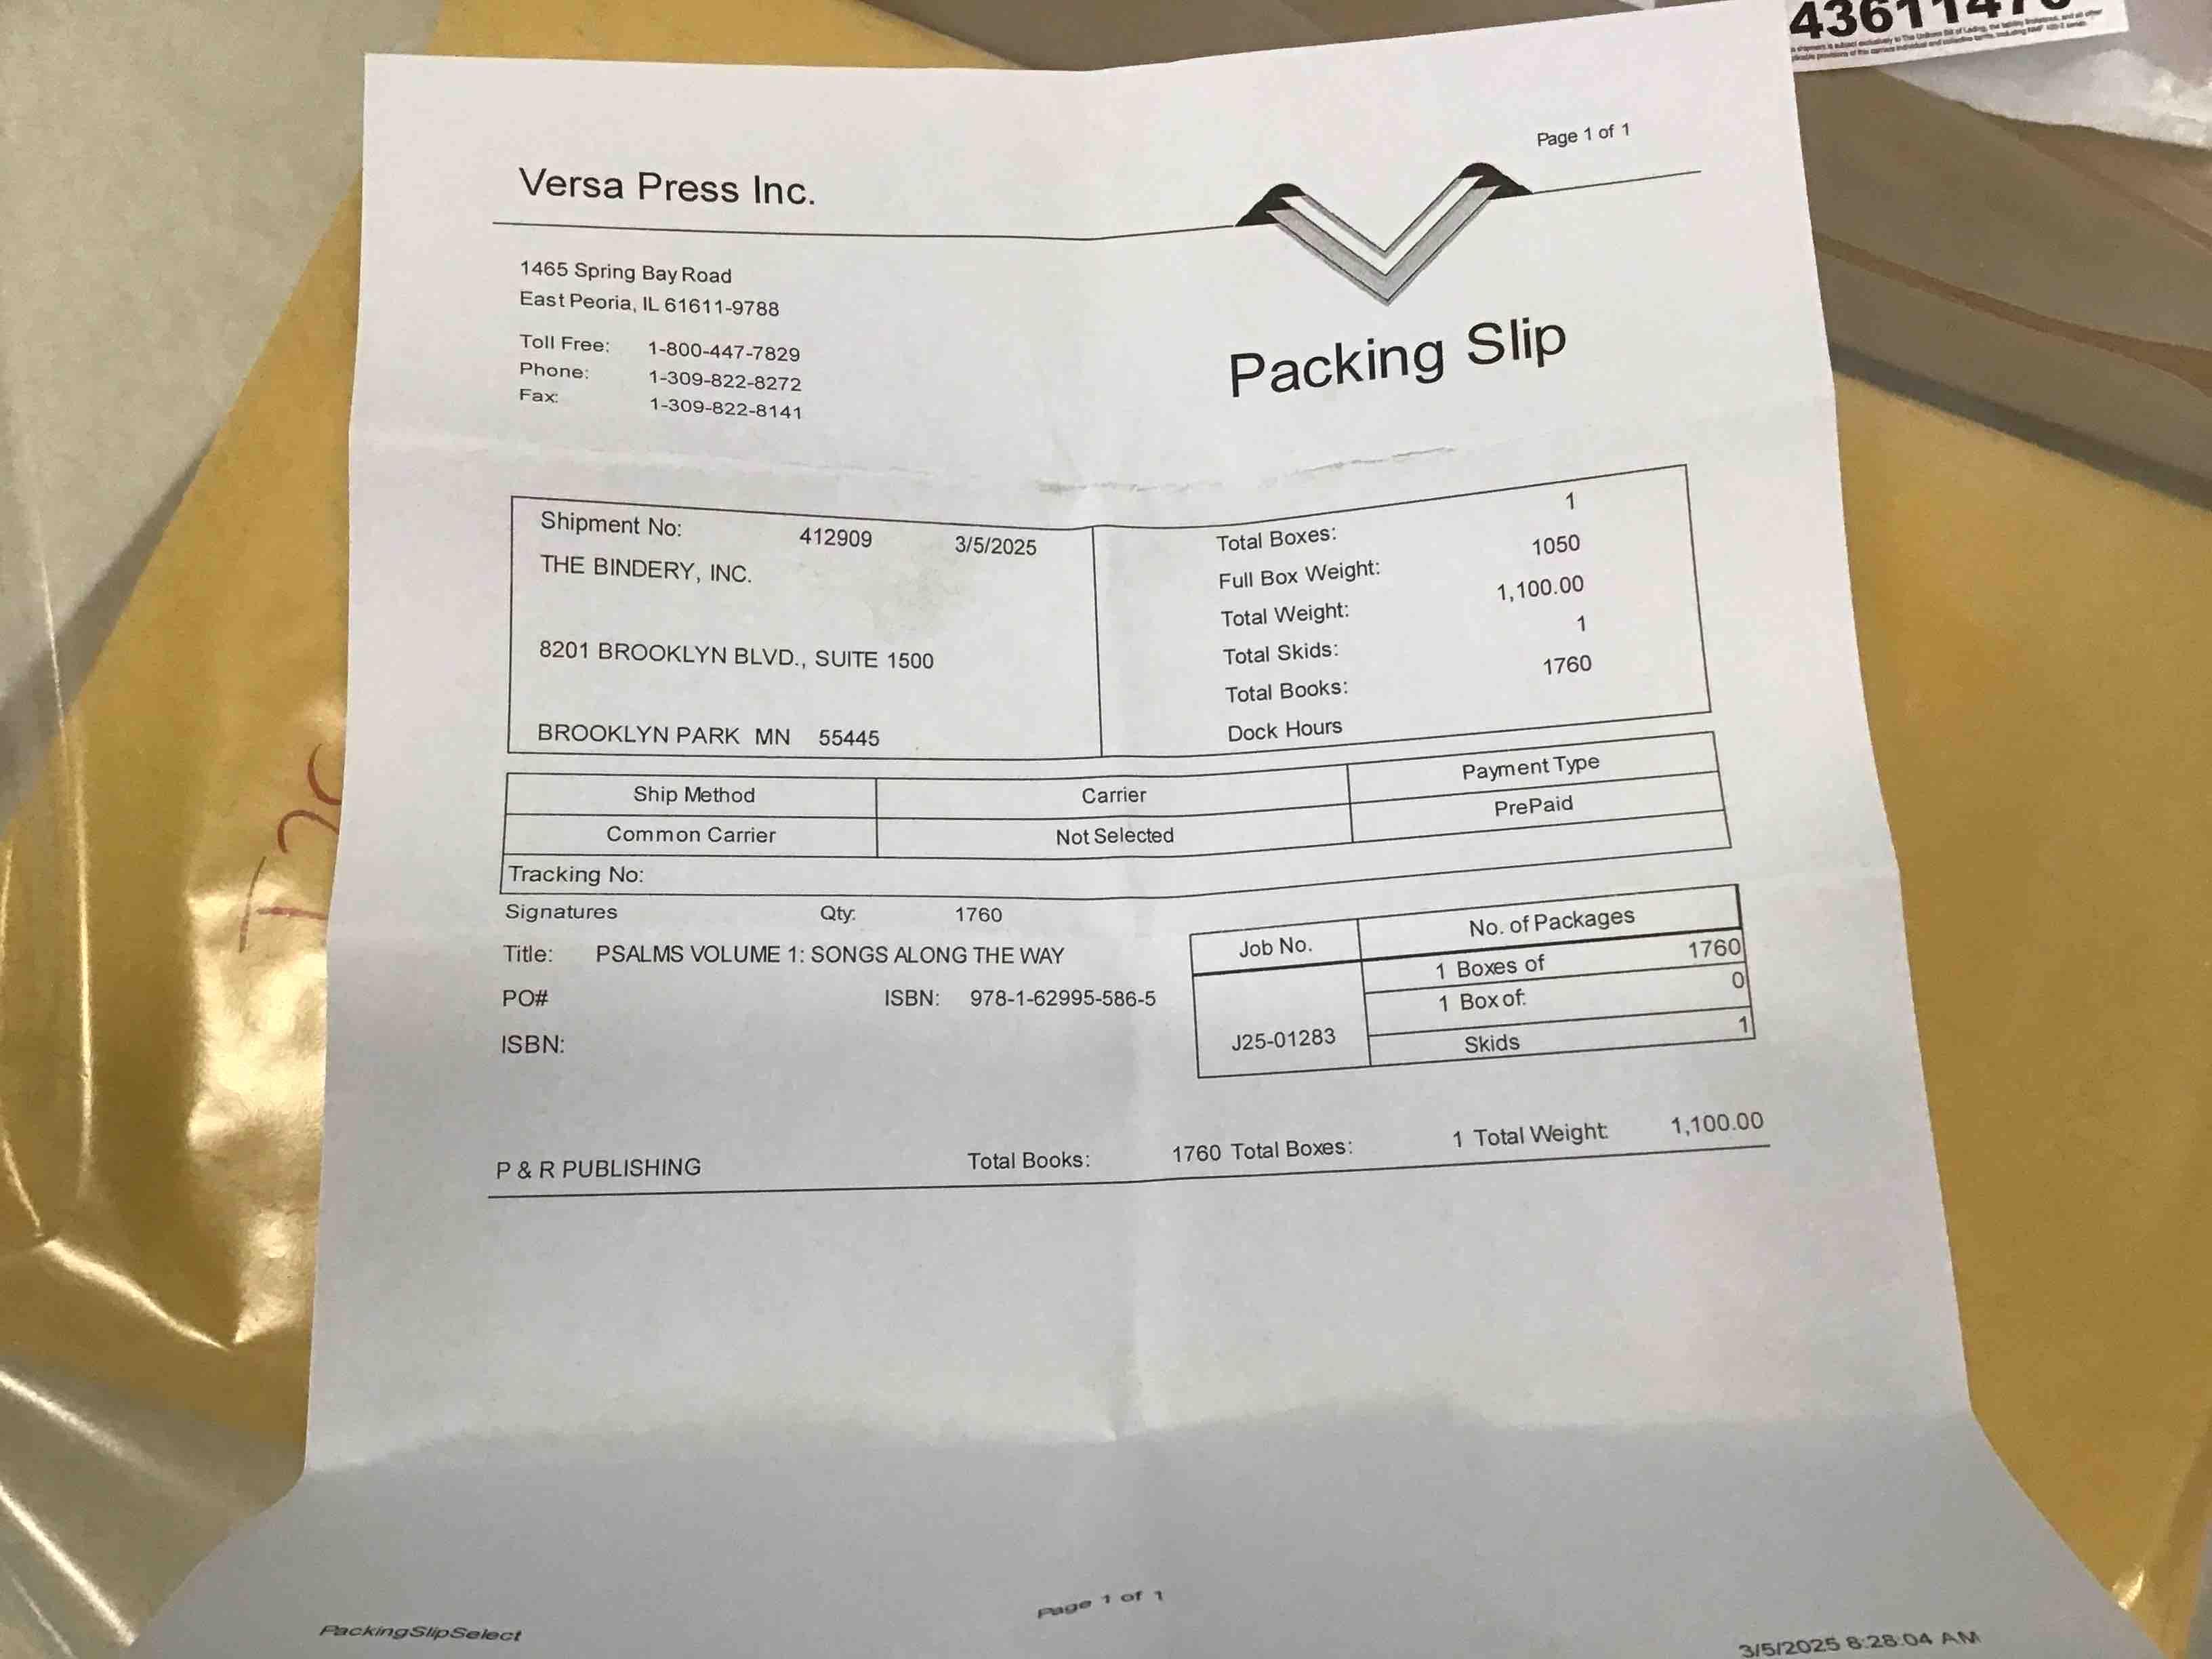 Page 1 of 1
Versa Press Inc.
1465 Spring Bay Road
East Peoria, IL 61611-9788
Toll Free: 1-800-447-7829
Phone: 1-309-822-8272
Fax: 1-309-822-8141
Packing Slip
Shipment No: 412909 3/5/2025
THE BINDERY, INC.
8201 BROOKLYN BLVD., SUITE 1500
BROOKLYN PARK MN 55445
Total Boxes: 1
Full Box Weight: 1050
Total Weight: 1,100.00
Total Skids: 1
Total Books: 1760
Dock Hours
Ship Method Carrier Payment Type
Common Carrier Not Selected PrePaid
Tracking No:
Signatures Qty: 1760
Title: PSALMS VOLUME 1: SONGS ALONG THE WAY
PO# ISBN: 978-1-62995-586-5
ISBN:
Job No. No. of Packages
1 Boxes of 1760
1 Box of: 0
J25-01283 Skids 1
P & R PUBLISHING Total Books: 1760 Total Boxes: 1 Total Weight: 1,100.00
Page 1 of 1
PackingSlipSelect
3/5/2025 8:28:04 AM